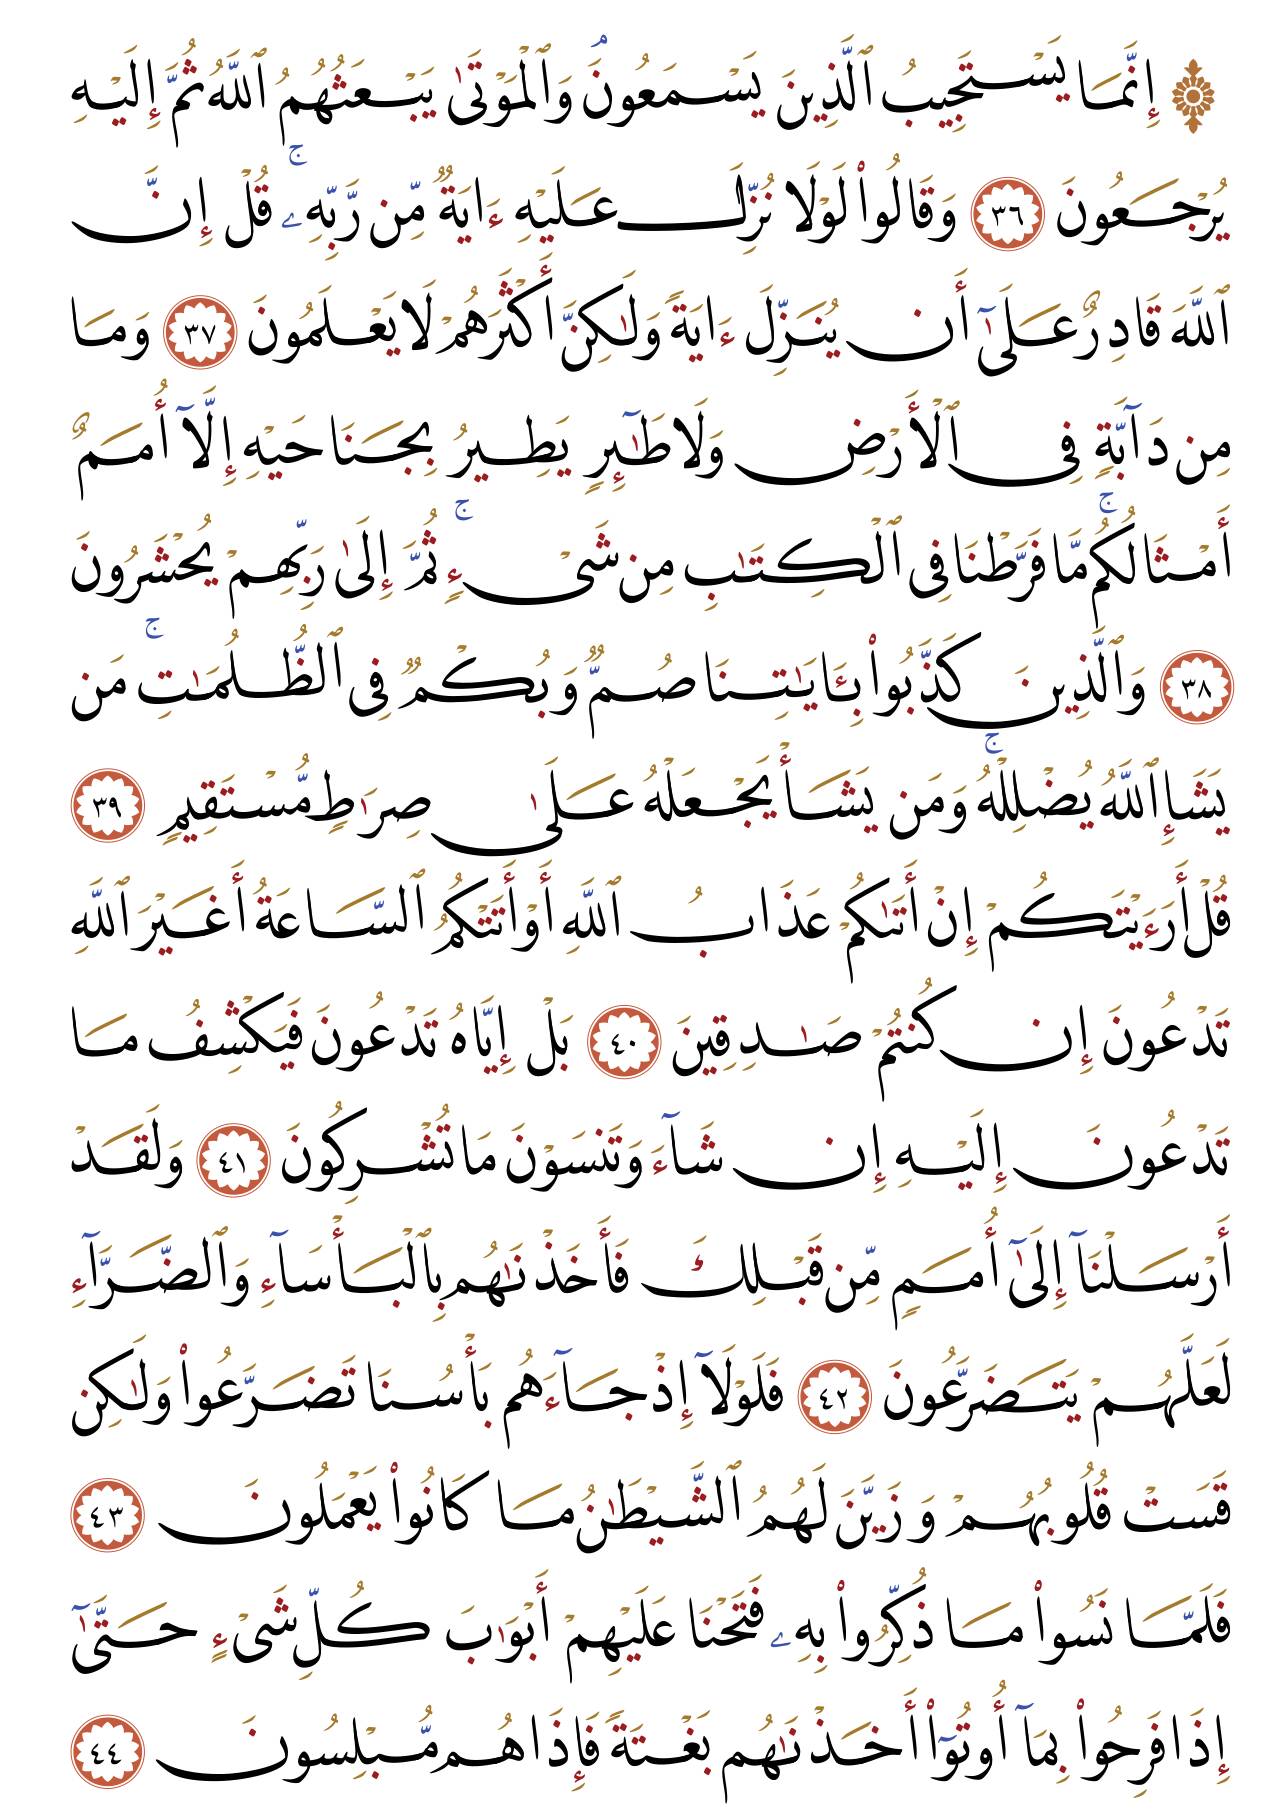 ۞ إِنَّمَا يَسْتَجِيبُ ٱلَّذِينَ يَسْمَعُونَۘ وَٱلْمَوْتَىٰ يَبْعَثُهُمُ ٱللَّهُ ثُمَّ إِلَيْهِ
يُرْجَعُونَ ٣٦ وَقَالُوا۟ لَوْلَا نُزِّلَ عَلَيْهِ ءَايَةٌ مِّن رَّبِّهِۦۚ قُلْ إِنَّ
ٱللَّهَ قَادِرٌ عَلَىٰٓ أَن يُنَزِّلَ ءَايَةً وَلَٰكِنَّ أَكْثَرَهُمْ لَا يَعْلَمُونَ ٣٧ وَمَا
مِن دَآبَّةٍ فِى ٱلْأَرْضِ وَلَا طَٰٓئِرٍ يَطِيرُ بِجَنَاحَيْهِ إِلَّآ أُمَمٌ
أَمْثَالُكُمۚ مَّا فَرَّطْنَا فِى ٱلْكِتَٰبِ مِن شَىْءٍۚ ثُمَّ إِلَىٰ رَبِّهِمْ يُحْشَرُونَ
٣٨ وَٱلَّذِينَ كَذَّبُوا۟ بِـَٔايَٰتِنَا صُمٌّ وَبُكْمٌ فِى ٱلظُّلُمَٰتِۚ مَن
يَشَإِ ٱللَّهُ يُضْلِلْهُۚ وَمَن يَشَأْ يَجْعَلْهُ عَلَىٰ صِرَٰطٍ مُّسْتَقِيمٍ ٣٩
قُلْ أَرَءَيْتَكُمْ إِنْ أَتَىٰكُمْ عَذَابُ ٱللَّهِ أَوْ أَتَتْكُمُ ٱلسَّاعَةُ أَغَيْرَ ٱللَّهِ
تَدْعُونَ إِن كُنتُمْ صَٰدِقِينَ ٤٠ بَلْ إِيَّاهُ تَدْعُونَ فَيَكْشِفُ مَا
تَدْعُونَ إِلَيْهِ إِن شَآءَ وَتَنسَوْنَ مَا تُشْرِكُونَ ٤١ وَلَقَدْ
أَرْسَلْنَآ إِلَىٰٓ أُمَمٍ مِّن قَبْلِكَ فَأَخَذْنَٰهُم بِٱلْبَأْسَآءِ وَٱلضَّرَّآءِ
لَعَلَّهُمْ يَتَضَرَّعُونَ ٤٢ فَلَوْلَآ إِذْ جَآءَهُم بَأْسُنَا تَضَرَّعُوا۟ وَلَٰكِن
قَسَتْ قُلُوبُهُمْ وَزَيَّنَ لَهُمُ ٱلشَّيْطَٰنُ مَا كَانُوا۟ يَعْمَلُونَ ٤٣
فَلَمَّا نَسُوا۟ مَا ذُكِّرُوا۟ بِهِۦ فَتَحْنَا عَلَيْهِمْ أَبْوَٰبَ كُلِّ شَىْءٍ حَتَّىٰٓ
إِذَا فَرِحُوا۟ بِمَآ أُوتُوٓا۟ أَخَذْنَٰهُم بَغْتَةً فَإِذَا هُم مُّبْلِسُونَ ٤٤